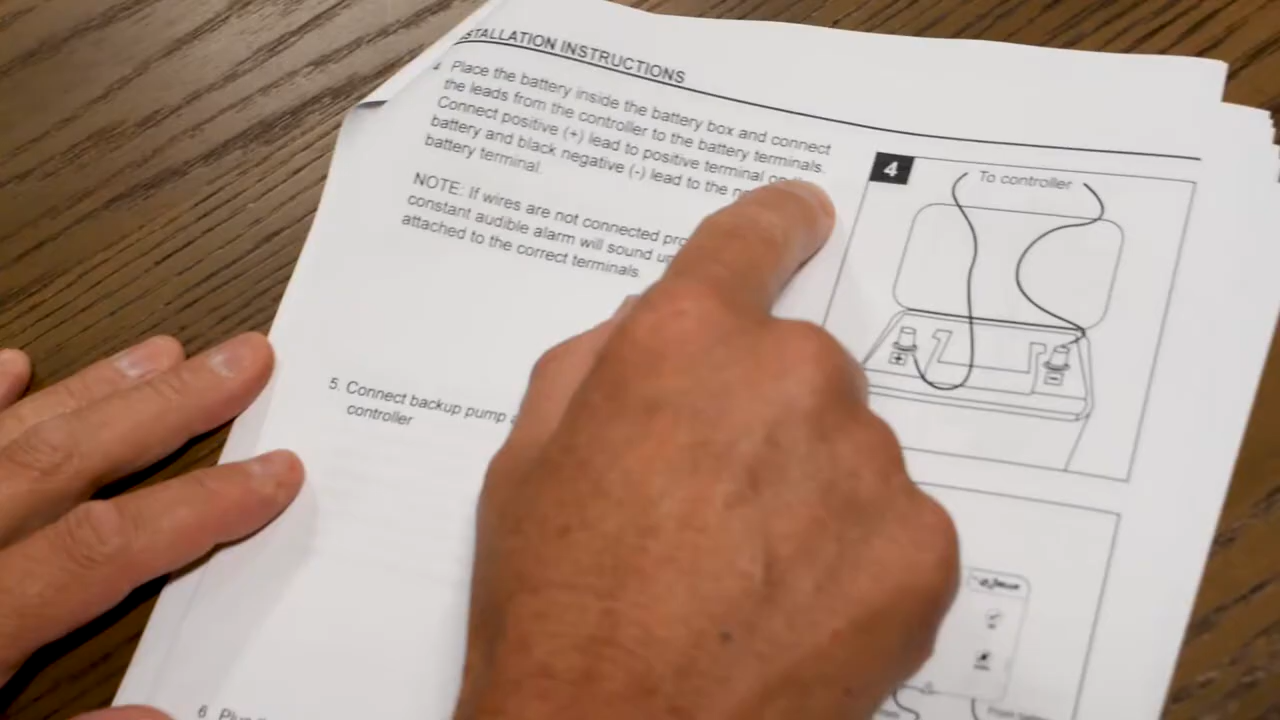 STALLATION INSTRUCTIONS
4 Place the battery inside the battery box and connect
the leads from the controller to the battery terminals.
Connect positive (+) lead to positive terminal
battery and black negative (-) lead to the
battery terminal.
NOTE: If wires are not connected
constant audible alarm will sound
attached to the correct terminals.
4
To controller
+
-
5. Connect backup pump
controller
6